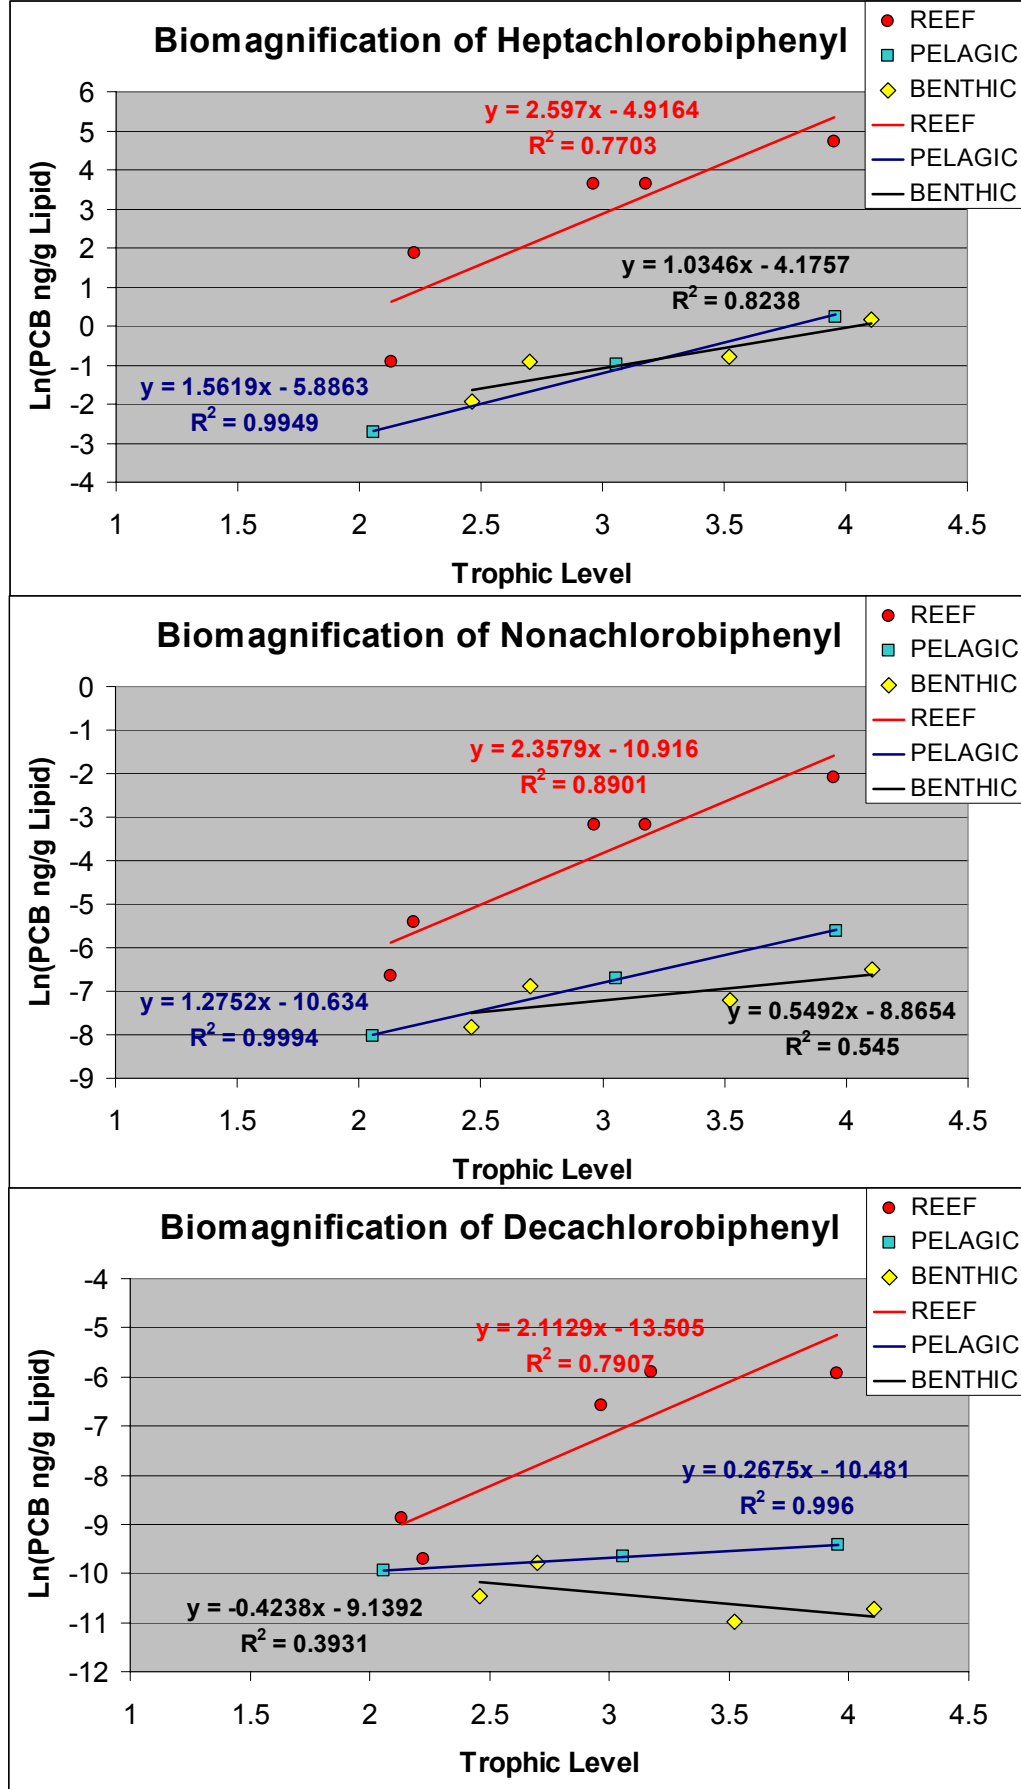 Biomagnification of Heptachlorobiphenyl
REEF
PELAGIC
BENTHIC
REEF
PELAGIC
BENTHIC
y = 2.597x - 4.9164
R² = 0.7703
y = 1.0346x - 4.1757
R² = 0.8238
y = 1.5619x - 5.8863
R² = 0.9949
Ln(PCB ng/g Lipid)
6
5
4
3
2
1
0
-1
-2
-3
-4
1 1.5 2 2.5 3 3.5 4 4.5
Trophic Level
Biomagnification of Nonachlorobiphenyl
REEF
PELAGIC
BENTHIC
REEF
PELAGIC
BENTHIC
y = 2.3579x - 10.916
R² = 0.8901
y = 1.2752x - 10.634
R² = 0.9994
y = 0.5492x - 8.8654
R² = 0.545
Ln(PCB ng/g Lipid)
0
-1
-2
-3
-4
-5
-6
-7
-8
-9
1 1.5 2 2.5 3 3.5 4 4.5
Trophic Level
Biomagnification of Decachlorobiphenyl
REEF
PELAGIC
BENTHIC
REEF
PELAGIC
BENTHIC
y = 2.1129x - 13.505
R² = 0.7907
y = 0.2675x - 10.481
R² = 0.996
y = -0.4238x - 9.1392
R² = 0.3931
Ln(PCB ng/g Lipid)
-4
-5
-6
-7
-8
-9
-10
-11
-12
1 1.5 2 2.5 3 3.5 4 4.5
Trophic Level